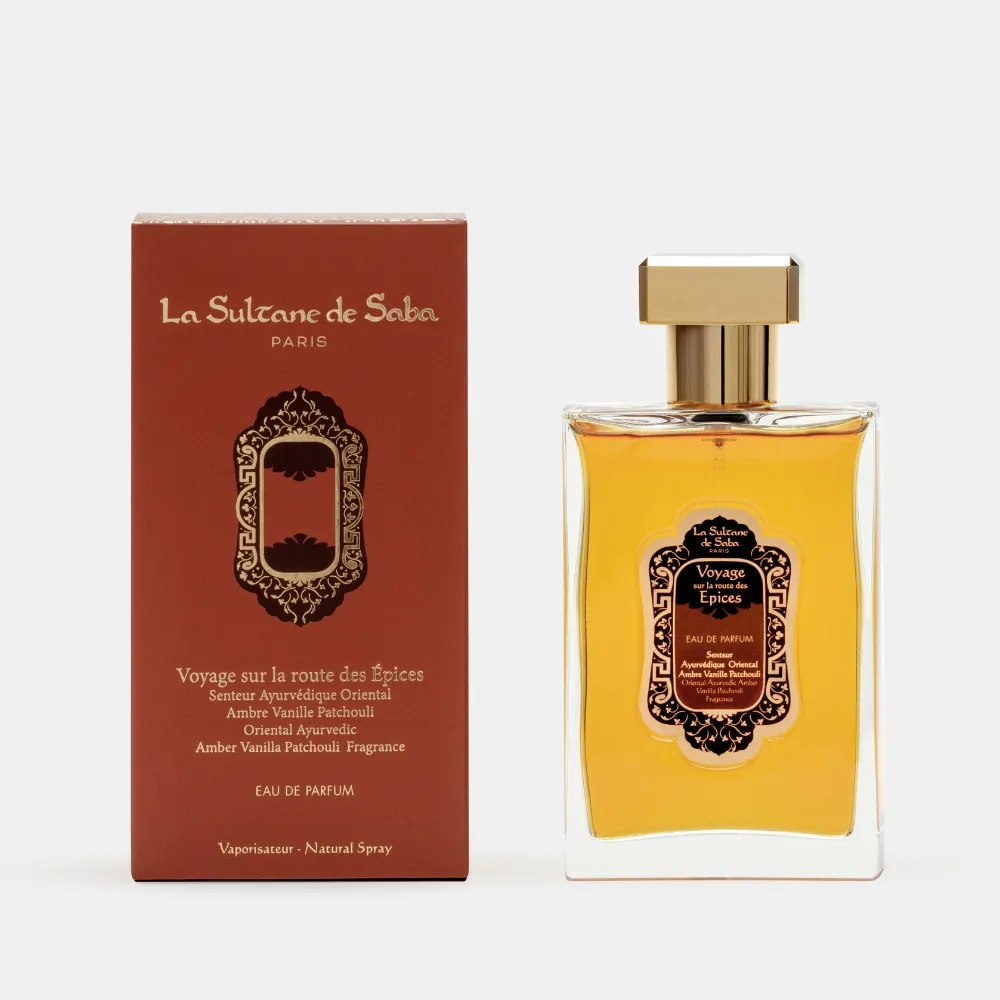 La Sultane de Saba
PARIS
Voyage sur la route des Épices
Senteur Ayurvédique Oriental
Ambre Vanille Patchouli
Oriental Ayurvedic
Amber Vanilla Patchouli Fragrance
EAU DE PARFUM
Vaporisateur - Natural Spray
La Sultane
de Saba
PARIS
Voyage
sur la route des
Epices
EAU DE PARFUM
Senteur
Ayurvédique Oriental
Ambre Vanille Patchouli
Oriental Ayurvedic Amber
Vanilla Patchouli
Fragrance